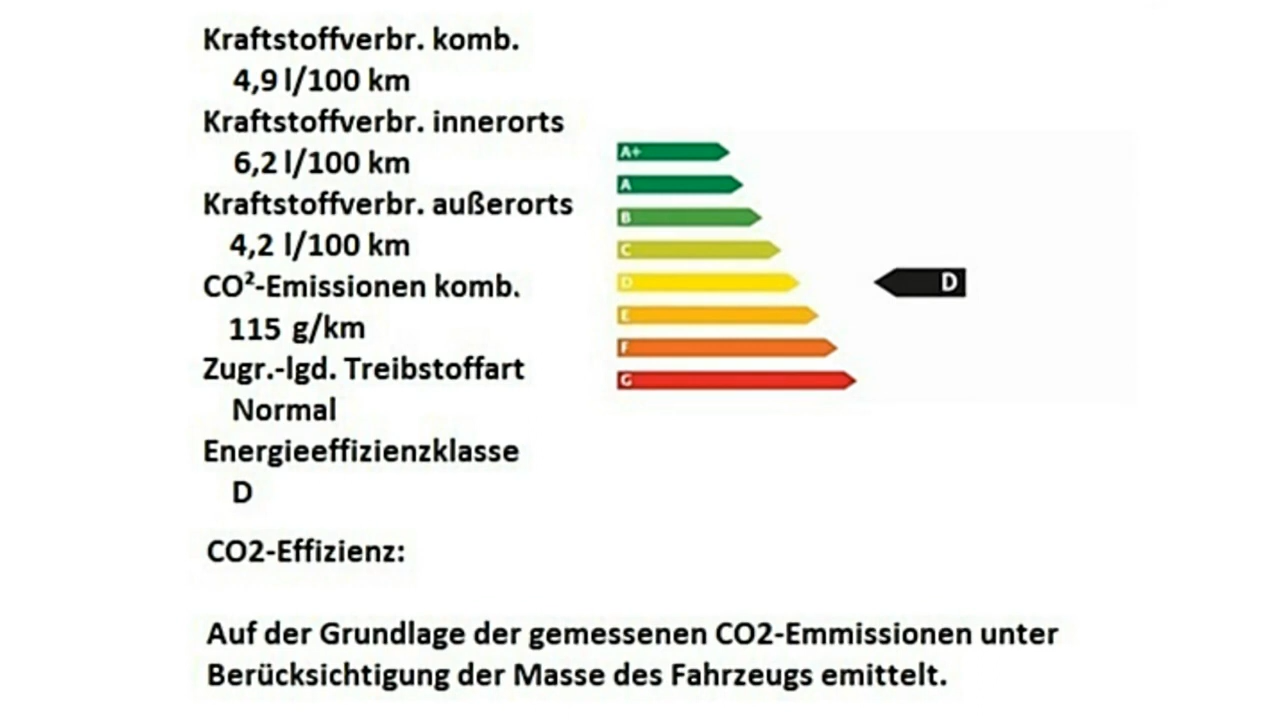 Kraftstoffverbr. komb.
4,9 l/100 km
Kraftstoffverbr. innerorts
6,2 l/100 km
Kraftstoffverbr. außerorts
4,2 l/100 km
CO²-Emissionen komb.
115 g/km
Zugr.-lgd. Treibstoffart
Normal
Energieeffizienzklasse
D
A+
A
B
C
D
D
E
F
G
CO2-Effizienz:
Auf der Grundlage der gemessenen CO2-Emmissionen unter
Berücksichtigung der Masse des Fahrzeugs emittelt.